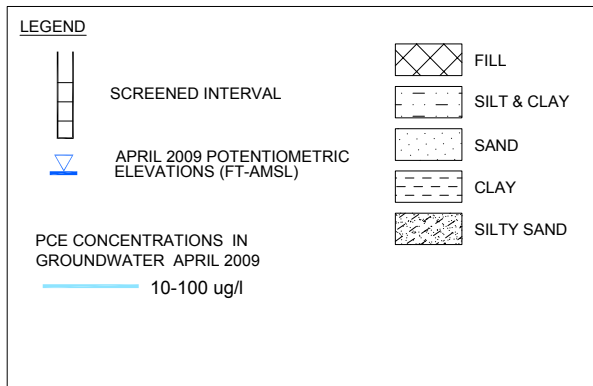 LEGEND
SCREENED INTERVAL
APRIL 2009 POTENTIOMETRIC
ELEVATIONS (FT-AMSL)
PCE CONCENTRATIONS IN
GROUNDWATER APRIL 2009
10-100 ug/l
FILL
SILT & CLAY
SAND
CLAY
SILTY SAND